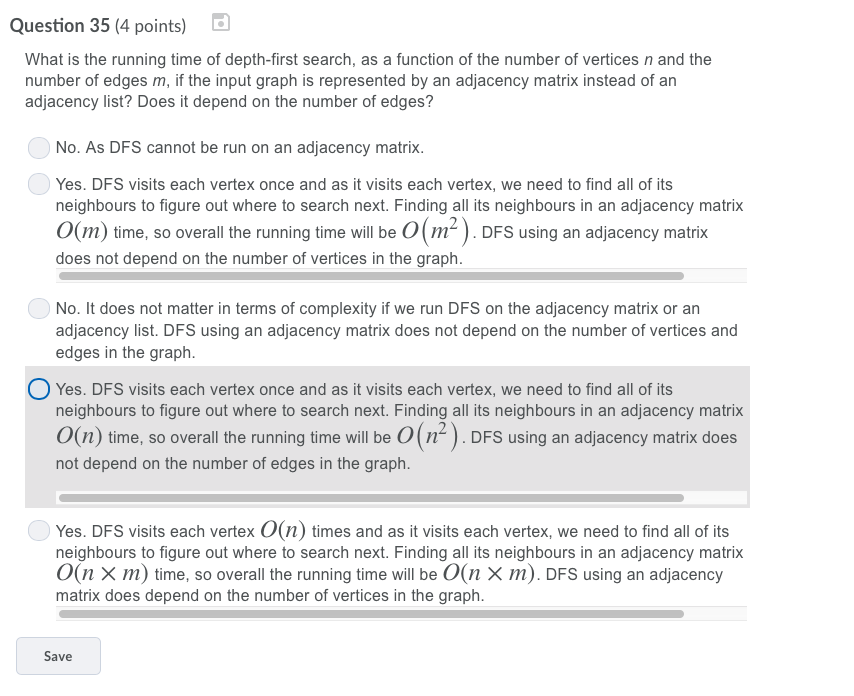 Question 35 (4 points)
What is the running time of depth-first search, as a function of the number of vertices n and the
number of edges m, if the input graph is represented by an adjacency matrix instead of an
adjacency list? Does it depend on the number of edges?
No. As DFS cannot be run on an adjacency matrix.
Yes. DFS visits each vertex once and as it visits each vertex, we need to find all of its
neighbours to figure out where to search next. Finding all its neighbours in an adjacency matrix
O(m) time, so overall the running time will be O(m²). DFS using an adjacency matrix
does not depend on the number of vertices in the graph.
No. It does not matter in terms of complexity if we run DFS on the adjacency matrix or an
adjacency list. DFS using an adjacency matrix does not depend on the number of vertices and
edges in the graph.
Yes. DFS visits each vertex once and as it visits each vertex, we need to find all of its
neighbours to figure out where to search next. Finding all its neighbours in an adjacency matrix
O(n) time, so overall the running time will be O(n²). DFS using an adjacency matrix does
not depend on the number of edges in the graph.
Yes. DFS visits each vertex O(n) times and as it visits each vertex, we need to find all of its
neighbours to figure out where to search next. Finding all its neighbours in an adjacency matrix
O(n × m) time, so overall the running time will be O(n × m). DFS using an adjacency
matrix does depend on the number of vertices in the graph.
Save